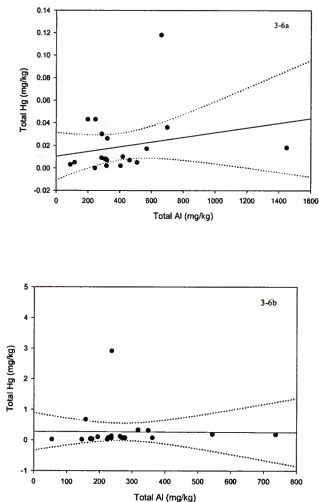 3-6a
0.14
0.12
0.10
0.08
0.06
0.04
0.02
0.00
-0.02
Total Hg (mg/kg)
0 200 400 600 800 1000 1200 1400 1600
Total Al (mg/kg)
3-6b
5
4
3
2
1
0
-1
Total Hg (mg/kg)
0 100 200 300 400 500 600 700 800
Total Al (mg/kg)